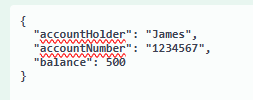 {
"accountHolder": "James",
"accountNumber": "1234567",
"balance": 500
}